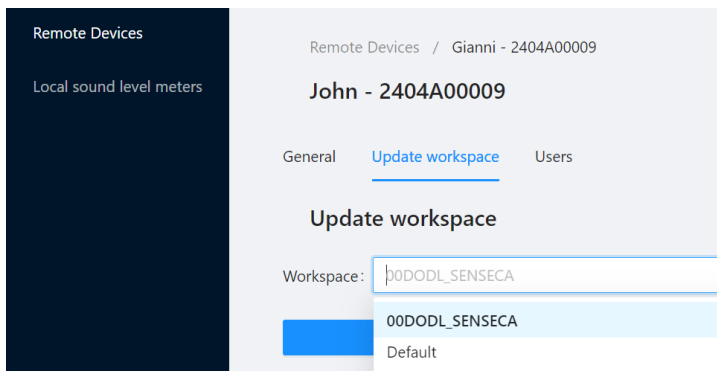 Remote Devices
Local sound level meters
Remote Devices / Gianni - 2404A00009
John - 2404A00009
General Update workspace Users
Update workspace
Workspace: 00DODL_SENSECA
00DODL_SENSECA
Default